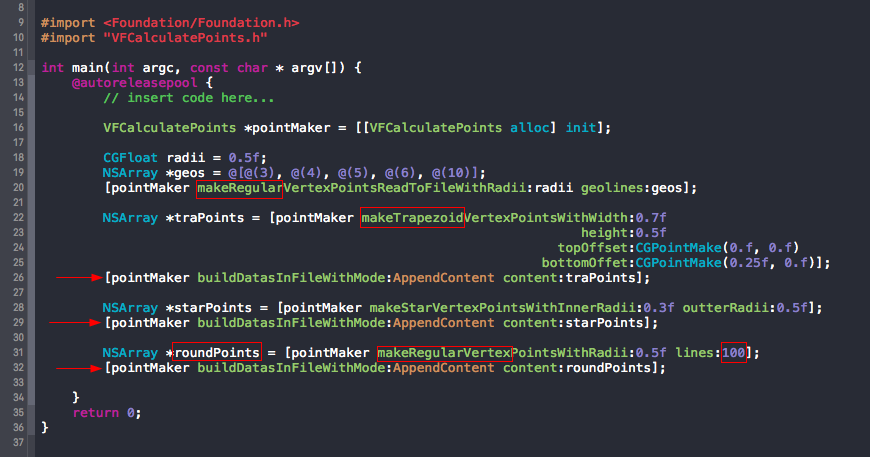 8
9 #import <Foundation/Foundation.h>
10 #import "VFCalculatePoints.h"
11
12 int main(int argc, const char * argv[]) {
13 @autoreleasepool {
14 // insert code here...
15
16 VFCalculatePoints *pointMaker = [[VFCalculatePoints alloc] init];
17
18 CGFloat radii = 0.5f;
19 NSArray *geos = @[@(3), @(4), @(5), @(6), @(10)];
20 [pointMaker makeRegularVertexPointsReadToFileWithRadii:radii geolines:geos];
21
22 NSArray *traPoints = [pointMaker makeTrapezoidVertexPointsWithWidth:0.7f
23 height:0.5f
24 topOffset:CGPointMake(0.f, 0.f)
25 bottomOffet:CGPointMake(0.25f, 0.f)];
26 [pointMaker buildDatasInFileWithMode:AppendContent content:traPoints];
27
28 NSArray *starPoints = [pointMaker makeStarVertexPointsWithInnerRadii:0.3f outterRadii:0.5f];
29 [pointMaker buildDatasInFileWithMode:AppendContent content:starPoints];
30
31 NSArray *roundPoints = [pointMaker makeRegularVertexPointsWithRadii:0.5f lines:100];
32 [pointMaker buildDatasInFileWithMode:AppendContent content:roundPoints];
33
34 }
35 return 0;
36 }
37